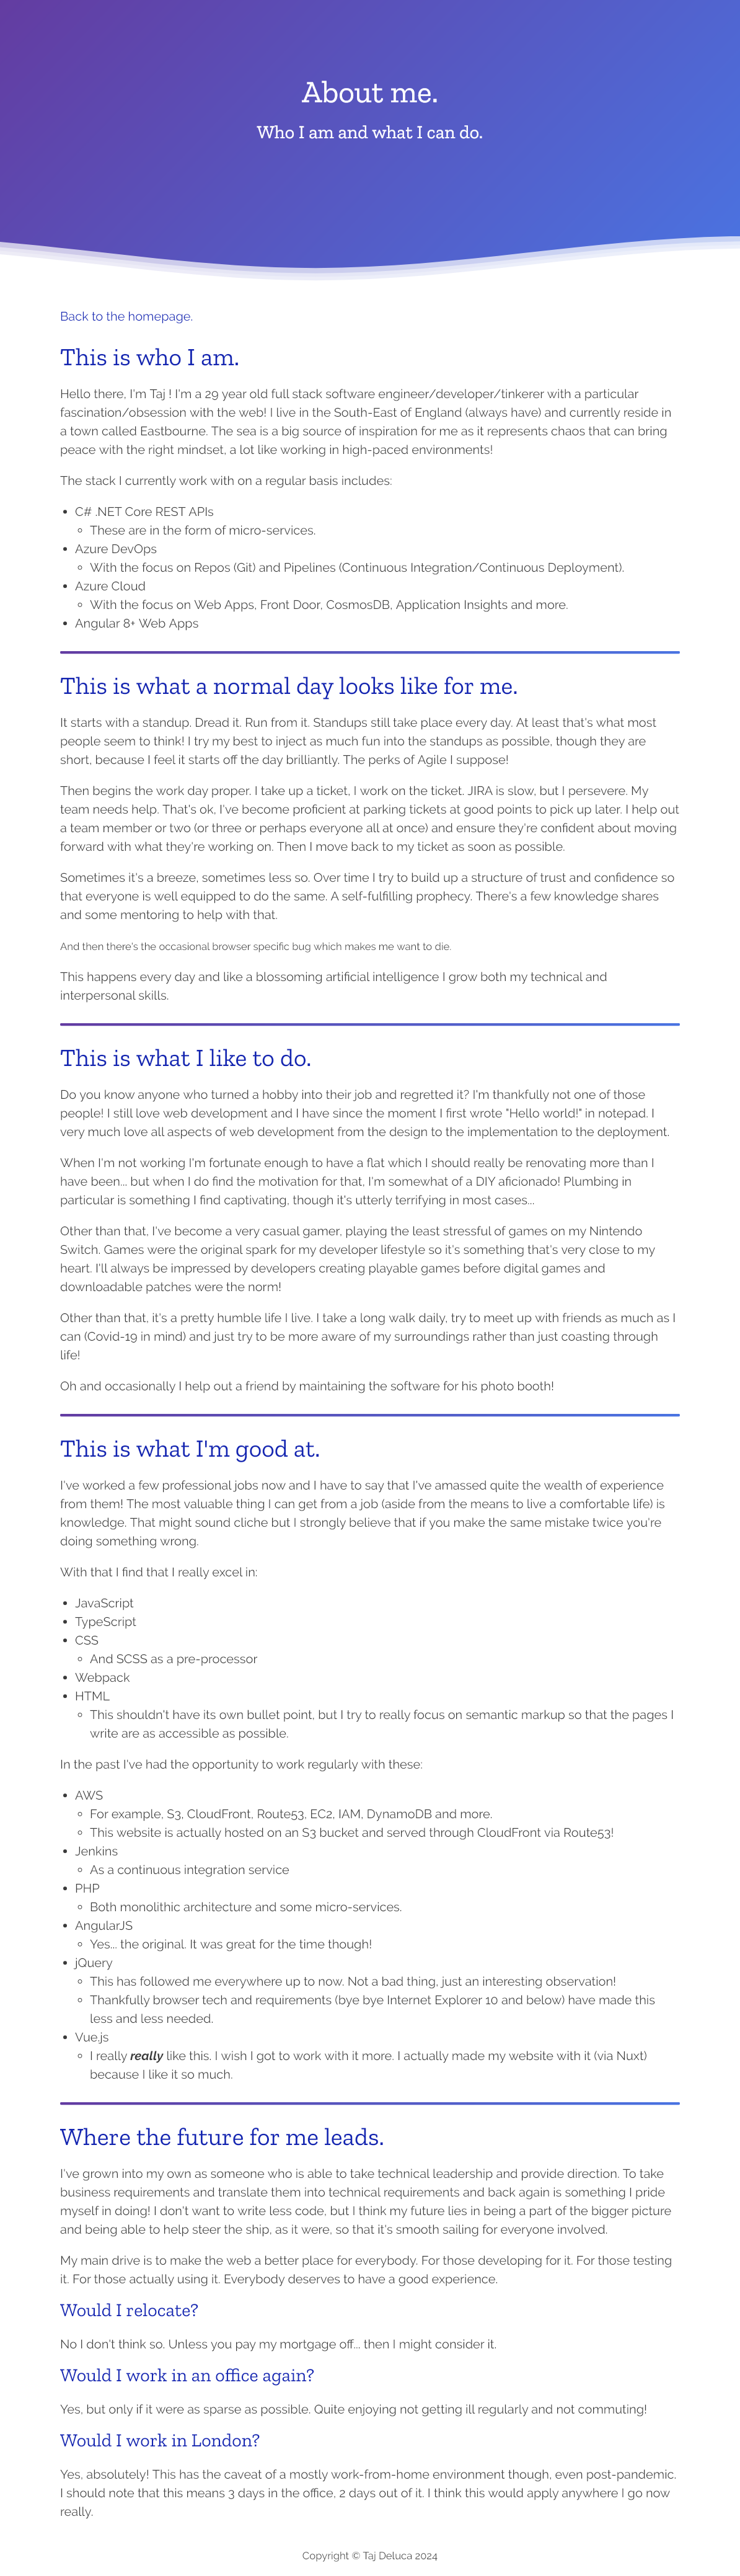 About me.
Who I am and what I can do.
Back to the homepage.
This is who I am.
Hello there, I'm Taj ! I'm a 29 year old full stack software engineer/developer/tinkerer with a particular
fascination/obsession with the web! I live in the South-East of England (always have) and currently reside in
a town called Eastbourne. The sea is a big source of inspiration for me as it represents chaos that can bring
peace with the right mindset, a lot like working in high-paced environments!
The stack I currently work with on a regular basis includes:
• C# .NET Core REST APIs
◦ These are in the form of micro-services.
• Azure DevOps
◦ With the focus on Repos (Git) and Pipelines (Continuous Integration/Continuous Deployment).
• Azure Cloud
◦ With the focus on Web Apps, Front Door, CosmosDB, Application Insights and more.
• Angular 8+ Web Apps
This is what a normal day looks like for me.
It starts with a standup. Dread it. Run from it. Standups still take place every day. At least that's what most
people seem to think! I try my best to inject as much fun into the standups as possible, though they are
short, because I feel it starts off the day brilliantly. The perks of Agile I suppose!
Then begins the work day proper. I take up a ticket, I work on the ticket. JIRA is slow, but I persevere. My
team needs help. That's ok, I've become proficient at parking tickets at good points to pick up later. I help out
a team member or two (or three or perhaps everyone all at once) and ensure they're confident about moving
forward with what they're working on. Then I move back to my ticket as soon as possible.
Sometimes it's a breeze, sometimes less so. Over time I try to build up a structure of trust and confidence so
that everyone is well equipped to do the same. A self-fulfilling prophecy. There's a few knowledge shares
and some mentoring to help with that.
And then there's the occasional browser specific bug which makes me want to die.
This happens every day and like a blossoming artificial intelligence I grow both my technical and
interpersonal skills.
This is what I like to do.
Do you know anyone who turned a hobby into their job and regretted it? I'm thankfully not one of those
people! I still love web development and I have since the moment I first wrote "Hello world!" in notepad. I
very much love all aspects of web development from the design to the implementation to the deployment.
When I'm not working I'm fortunate enough to have a flat which I should really be renovating more than I
have been... but when I do find the motivation for that, I'm somewhat of a DIY aficionado! Plumbing in
particular is something I find captivating, though it's utterly terrifying in most cases...
Other than that, I've become a very casual gamer, playing the least stressful of games on my Nintendo
Switch. Games were the original spark for my developer lifestyle so it's something that's very close to my
heart. I'll always be impressed by developers creating playable games before digital games and
downloadable patches were the norm!
Other than that, it's a pretty humble life I live. I take a long walk daily, try to meet up with friends as much as I
can (Covid-19 in mind) and just try to be more aware of my surroundings rather than just coasting through
life!
Oh and occasionally I help out a friend by maintaining the software for his photo booth!
This is what I'm good at.
I've worked a few professional jobs now and I have to say that I've amassed quite the wealth of experience
from them! The most valuable thing I can get from a job (aside from the means to live a comfortable life) is
knowledge. That might sound cliche but I strongly believe that if you make the same mistake twice you're
doing something wrong.
With that I find that I really excel in:
• JavaScript
• TypeScript
• CSS
◦ And SCSS as a pre-processor
• Webpack
• HTML
◦ This shouldn't have its own bullet point, but I try to really focus on semantic markup so that the pages I
write are as accessible as possible.
In the past I've had the opportunity to work regularly with these:
• AWS
◦ For example, S3, CloudFront, Route53, EC2, IAM, DynamoDB and more.
◦ This website is actually hosted on an S3 bucket and served through CloudFront via Route53!
• Jenkins
◦ As a continuous integration service
• PHP
◦ Both monolithic architecture and some micro-services.
• AngularJS
◦ Yes... the original. It was great for the time though!
• jQuery
◦ This has followed me everywhere up to now. Not a bad thing, just an interesting observation!
◦ Thankfully browser tech and requirements (bye bye Internet Explorer 10 and below) have made this
less and less needed.
• Vue.js
◦ I really really like this. I wish I got to work with it more. I actually made my website with it (via Nuxt)
because I like it so much.
Where the future for me leads.
I've grown into my own as someone who is able to take technical leadership and provide direction. To take
business requirements and translate them into technical requirements and back again is something I pride
myself in doing! I don't want to write less code, but I think my future lies in being a part of the bigger picture
and being able to help steer the ship, as it were, so that it's smooth sailing for everyone involved.
My main drive is to make the web a better place for everybody. For those developing for it. For those testing
it. For those actually using it. Everybody deserves to have a good experience.
Would I relocate?
No I don't think so. Unless you pay my mortgage off... then I might consider it.
Would I work in an office again?
Yes, but only if it were as sparse as possible. Quite enjoying not getting ill regularly and not commuting!
Would I work in London?
Yes, absolutely! This has the caveat of a mostly work-from-home environment though, even post-pandemic.
I should note that this means 3 days in the office, 2 days out of it. I think this would apply anywhere I go now
really.
Copyright © Taj Deluca 2024